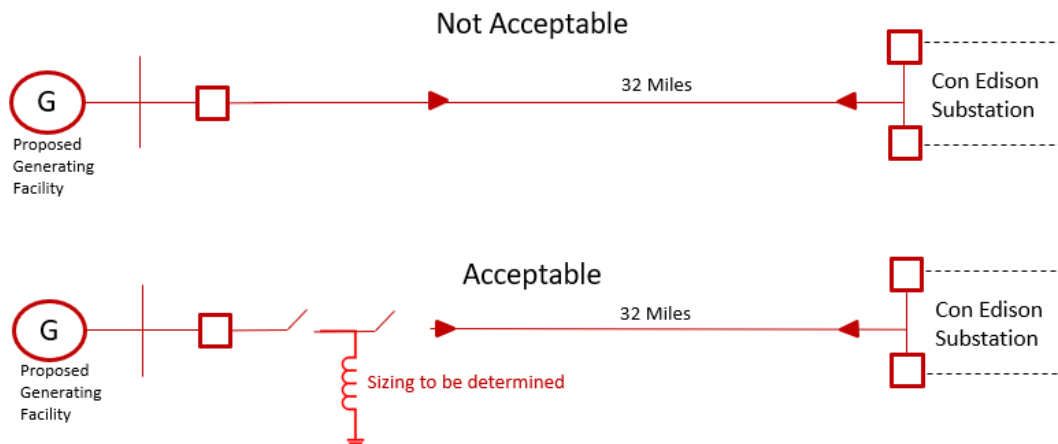 Not Acceptable
G
32 Miles
Con Edison
Substation
Proposed
Generating
Facility
Acceptable
G
32 Miles
Con Edison
Substation
Proposed
Generating
Facility
Sizing to be determined